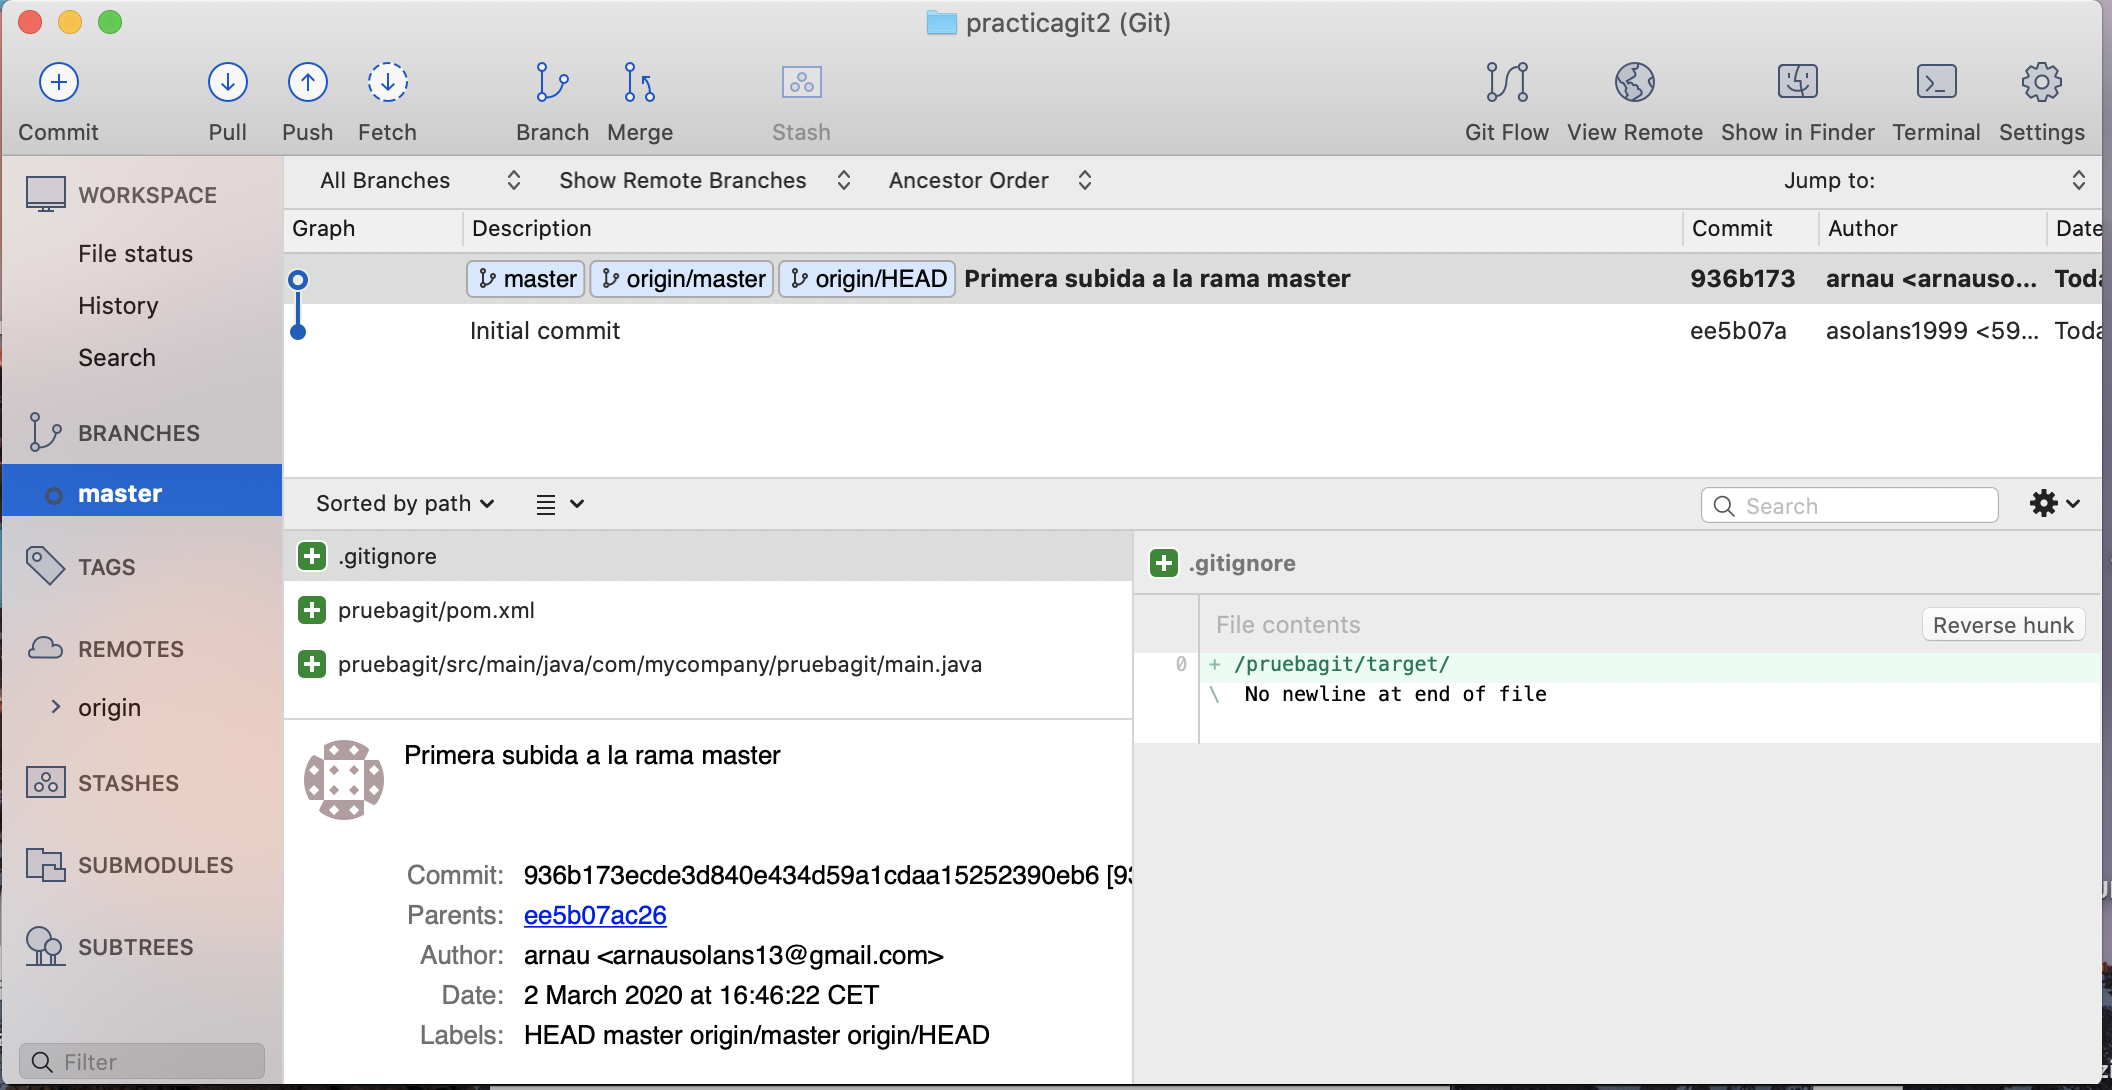 practicagit2 (Git)
Commit Pull Push Fetch Branch Merge Stash Git Flow View Remote Show in Finder Terminal Settings
WORKSPACE
File status
History
Search
BRANCHES
master
TAGS
REMOTES
origin
STASHES
SUBMODULES
SUBTREES
Filter
All Branches Show Remote Branches Ancestor Order Jump to:
Graph Description Commit Author Date
master origin/master origin/HEAD Primera subida a la rama master 936b173 arnau <arnauso... Toda
Initial commit ee5b07a asolans1999 <59... Toda
Sorted by path Search
.gitignore
pruebagit/pom.xml
pruebagit/src/main/java/com/mycompany/pruebagit/main.java
Primera subida a la rama master
Commit: 936b173ecde3d840e434d59a1cdaa15252390eb6 [93
Parents: ee5b07ac26
Author: arnau <arnausolans13@gmail.com>
Date: 2 March 2020 at 16:46:22 CET
Labels: HEAD master origin/master origin/HEAD
.gitignore
File contents Reverse hunk
0 + /pruebagit/target/
\ No newline at end of file